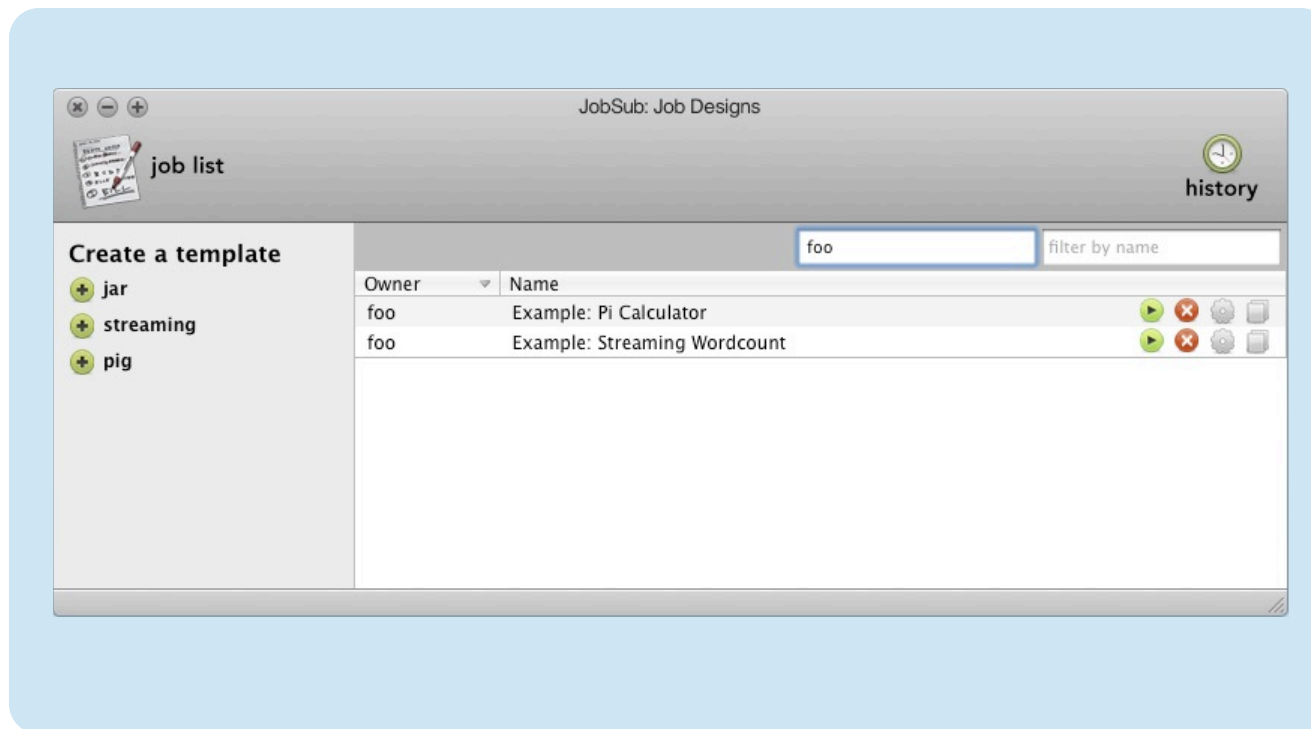 JobSub: Job Designs
job list
history
Create a template
jar
streaming
pig
foo
filter by name
Owner
Name
foo
Example: Pi Calculator
foo
Example: Streaming Wordcount